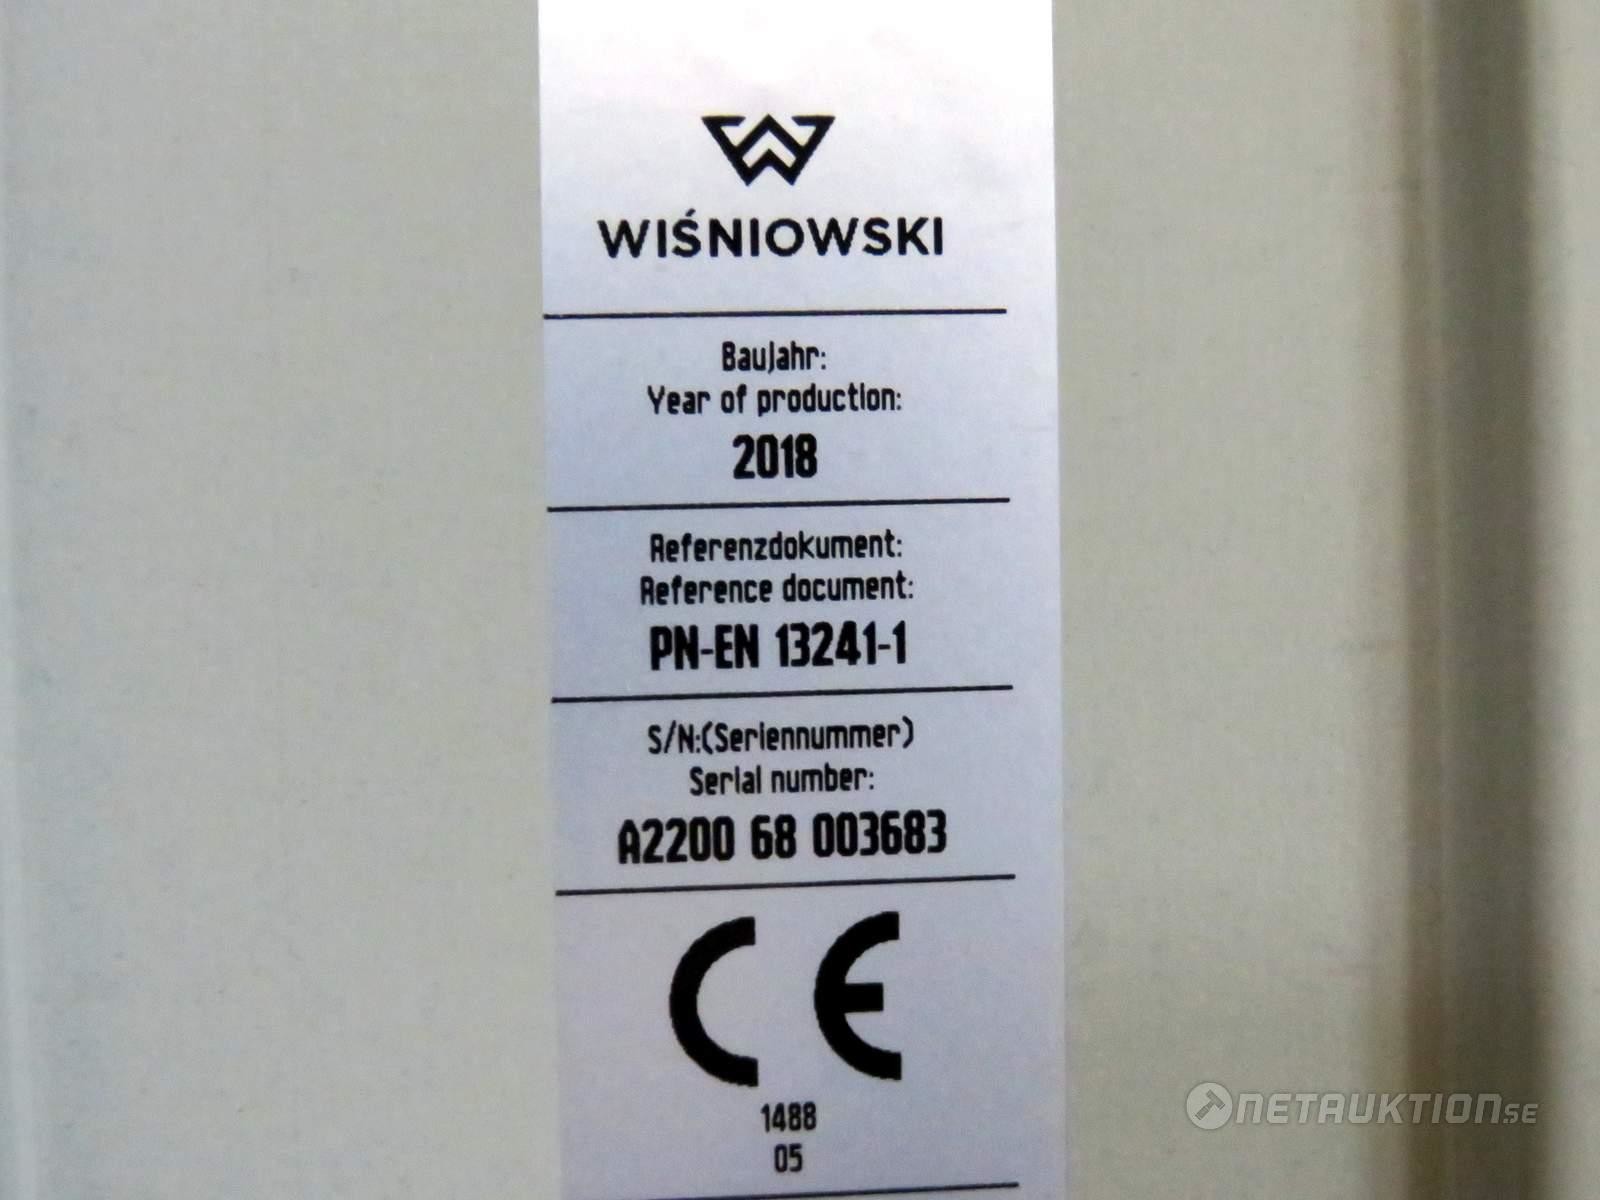 WIŚNIOWSKI
Baujahr:
Year of production:
2018
Referenzdokument:
Reference document:
PN-EN 13241-1
S/N:(Seriennummer)
Serial number:
A2200 68 003683
CE
1488
05
NETAUKTION.SE